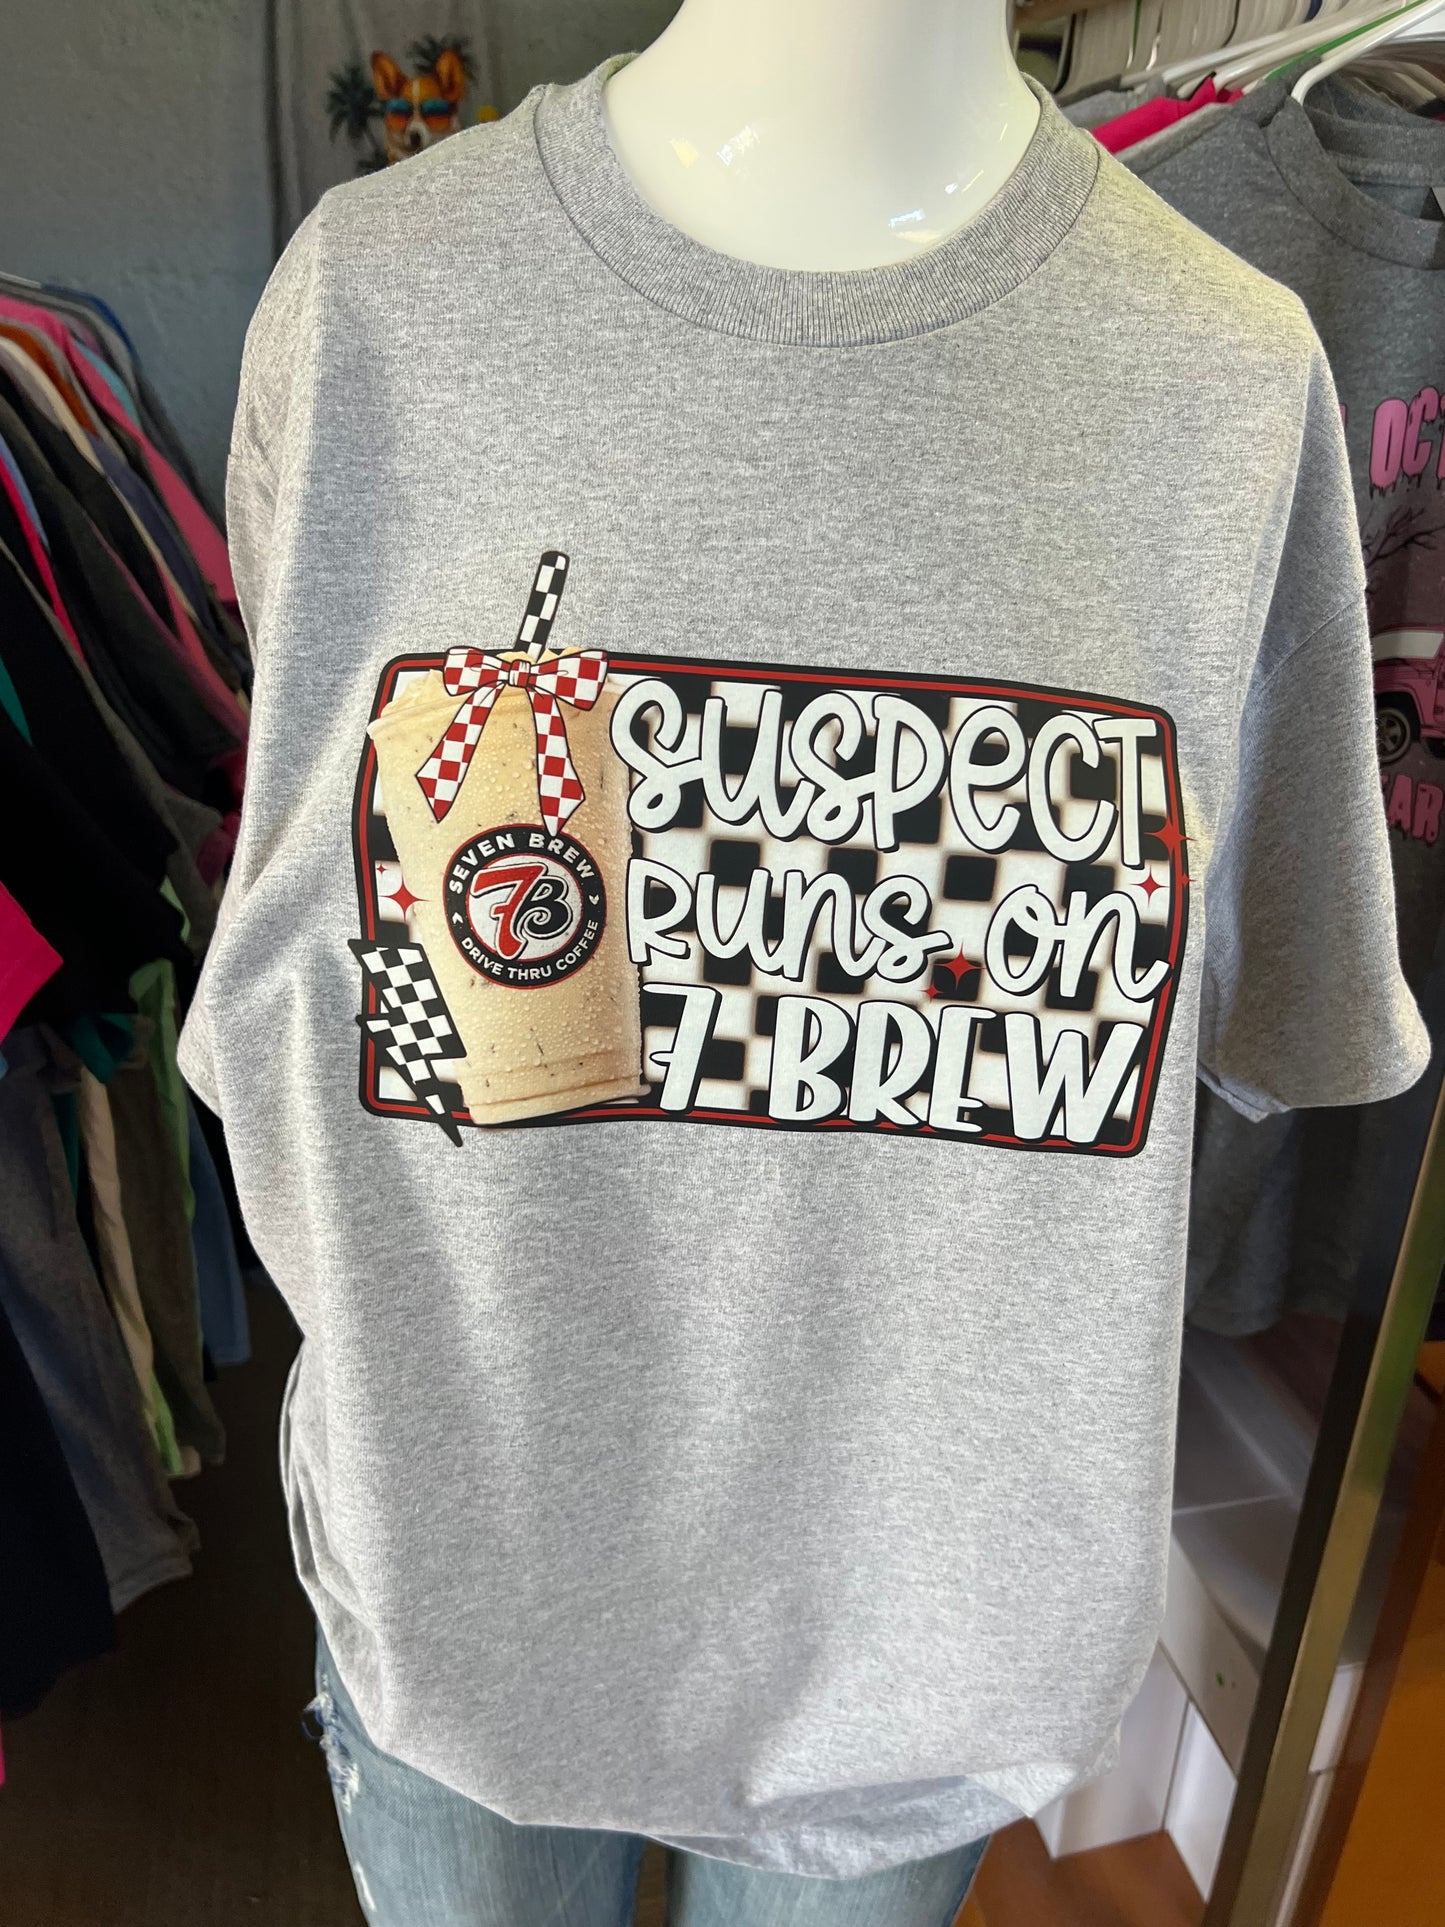 SUSPECT
RUNS on
7 BREW
SEVEN BREW
7B
DRIVE THRU COFFEE